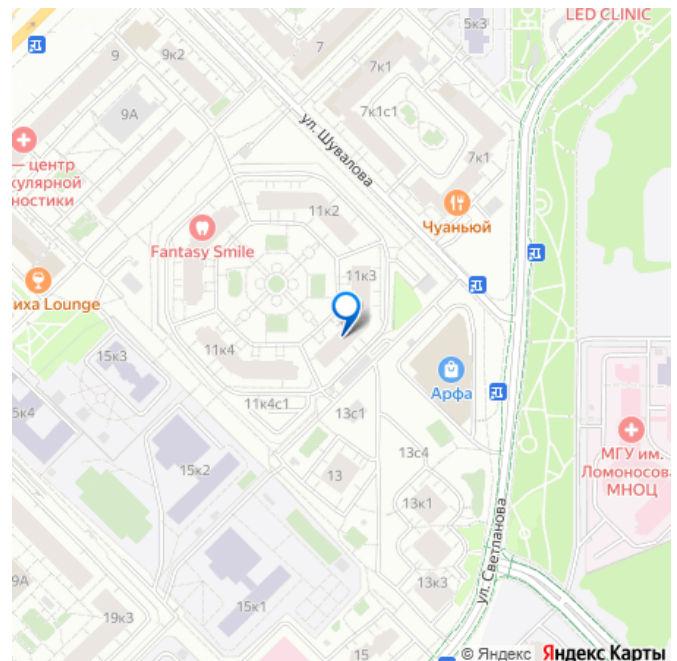 LED CLINIC
5к3
9
9к2
7
7к1
9А
7к1с1
ул. Шувалова
7к1
— центр
кулярной
ностики
11к2
Чуаньюй
Fantasy Smile
11к3
иха Lounge
15к3
11к4
Арфа
11к4с1
13с1
5к4
13с4
МГУ им.
Ломоносова
МНОЦ
15к2
13
13к1
ул. Светланова
9А
13к3
15к1
19к3
15
© Яндекс Яндекс Карты